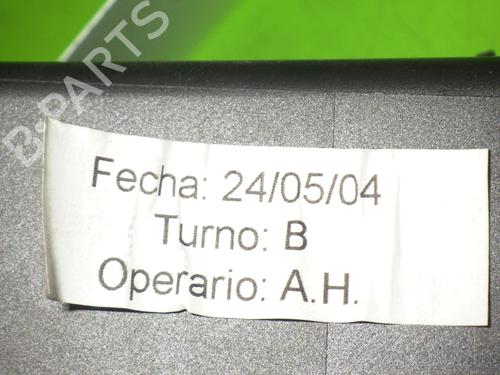 B-PARTS
Fecha: 24/05/04
Turno: B
Operario: A.H.